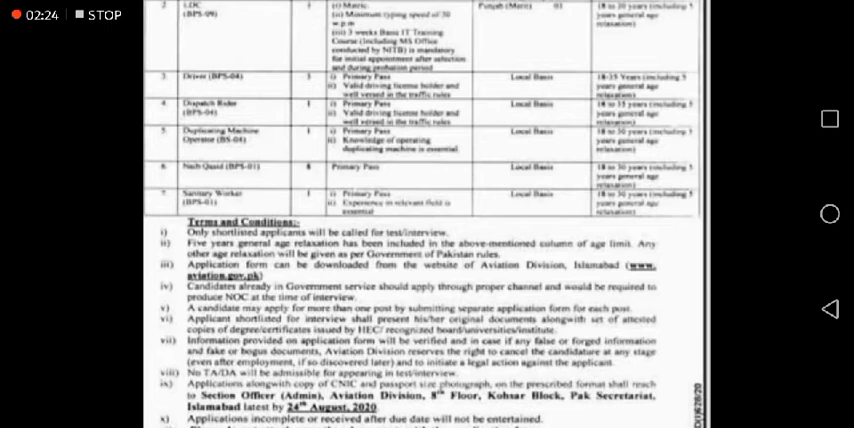 02:24 STOP
2 LDC (BPS-09) 1 (i) Matric Punjab (Merit) 01 18 to 30 years (including 5
(ii) Minimum typing speed of 30 years general age
w.p.m relaxation)
(iii) 3 weeks Basic IT Training
Course (including MS Office
conducted by NITB) is mandatory
for initial appointment after selection
and during probation period
3 Driver (BPS-04) 3 i) Primary Pass Local Basis 18-35 Years (including 5
ii) Valid driving license holder and years general age
well versed in the traffic rules relaxation)
4 Dispatch Rider 1 i) Primary Pass Local Basis 18 to 35 years (including 5
(BPS-04) ii) Valid driving license holder and years general age
well versed in the traffic rules relaxation)
5 Duplicating Machine 1 i) Primary Pass Local Basis 18 to 30 years (including 5
Operator (BS-04) ii) Knowledge of operating years general age
duplicating machine is essential relaxation)
6 Naib Qasid (BPS-01) 8 Primary Pass Local Basis 18 to 30 years (including 5
years general age
relaxation)
7 Sanitary Worker 1 i) Primary Pass Local Basis 18 to 30 years (including 5
(BPS-01) ii) Experience in relevant field is years general age
essential relaxation)
Terms and Conditions:-
i) Only shortlisted applicants will be called for test/interview.
ii) Five years general age relaxation has been included in the above-mentioned column of age limit. Any
other age relaxation will be given as per Government of Pakistan rules.
iii) Application form can be downloaded from the website of Aviation Division, Islamabad (www.
aviation.gov.pk)
iv) Candidates already in Government service should apply through proper channel and would be required to
produce NOC at the time of interview.
v) A candidate may apply for more than one post by submitting separate application form for each post.
vi) Applicant shortlisted for interview shall present his/her original documents alongwith set of attested
copies of degree/certificates issued by HEC/ recognized board/universities/institute.
vii) Information provided on application form will be verified and in case if any false or forged information
and fake or bogus documents, Aviation Division reserves the right to cancel the candidature at any stage
(even after employment, if so discovered later) and to initiate a legal action against the applicant.
viii) No TA/DA will be admissible for appearing in test/interview.
ix) Applications alongwith copy of CNIC and passport size photograph, on the prescribed format shall reach
to Section Officer (Admin), Aviation Division, 8th Floor, Kohsar Block, Pak Secretariat,
Islamabad latest by 24th August, 2020.
x) Applications incomplete or received after due date will not be entertained.